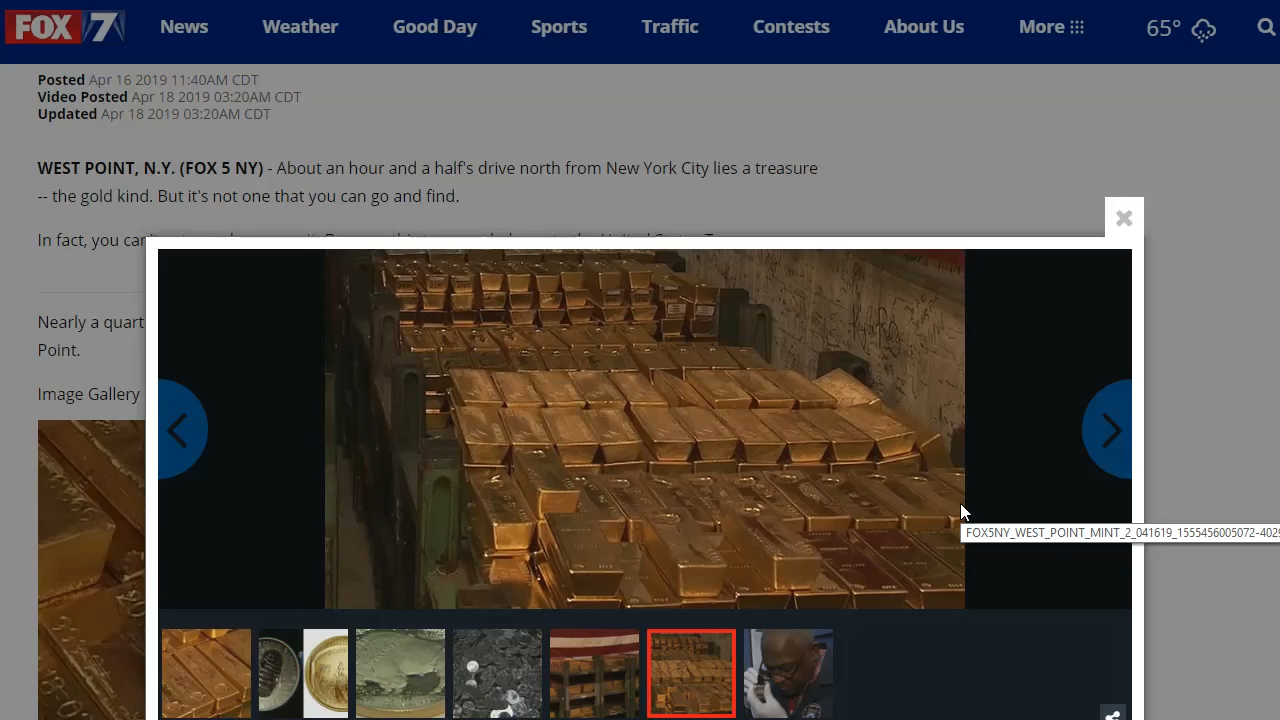 FOX 7 News Weather Good Day Sports Traffic Contests About Us More 65°
Posted Apr 16 2019 11:40AM CDT
Video Posted Apr 18 2019 03:20AM CDT
Updated Apr 18 2019 03:20AM CDT
WEST POINT, N.Y. (FOX 5 NY) - About an hour and a half's drive north from New York City lies a treasure
-- the gold kind. But it's not one that you can go and find.
In fact, you can
Nearly a quart
Point.
Image Gallery
FOX5NY_WEST_POINT_MINT_2_041619_1555456005072-4029